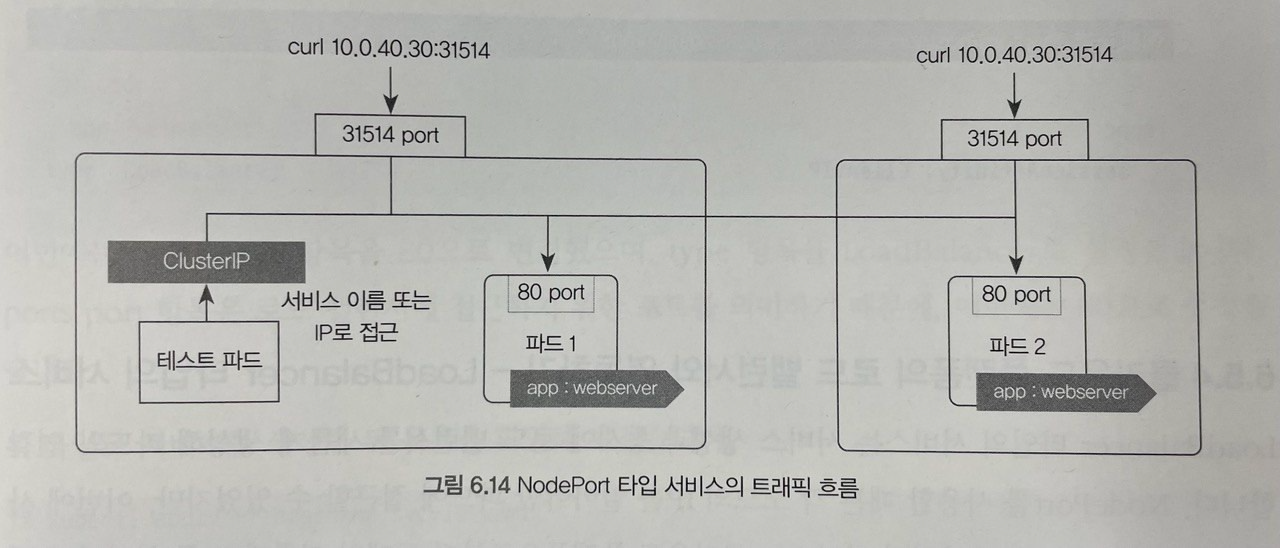 curl 10.0.40.30:31514
curl 10.0.40.30:31514
31514 port
31514 port
ClusterIP
서비스 이름 또는
IP로 접근
테스트 파드
80 port
파드 1
app : webserver
80 port
파드 2
app : webserver
그림 6.14 NodePort 타입 서비스의 트래픽 흐름